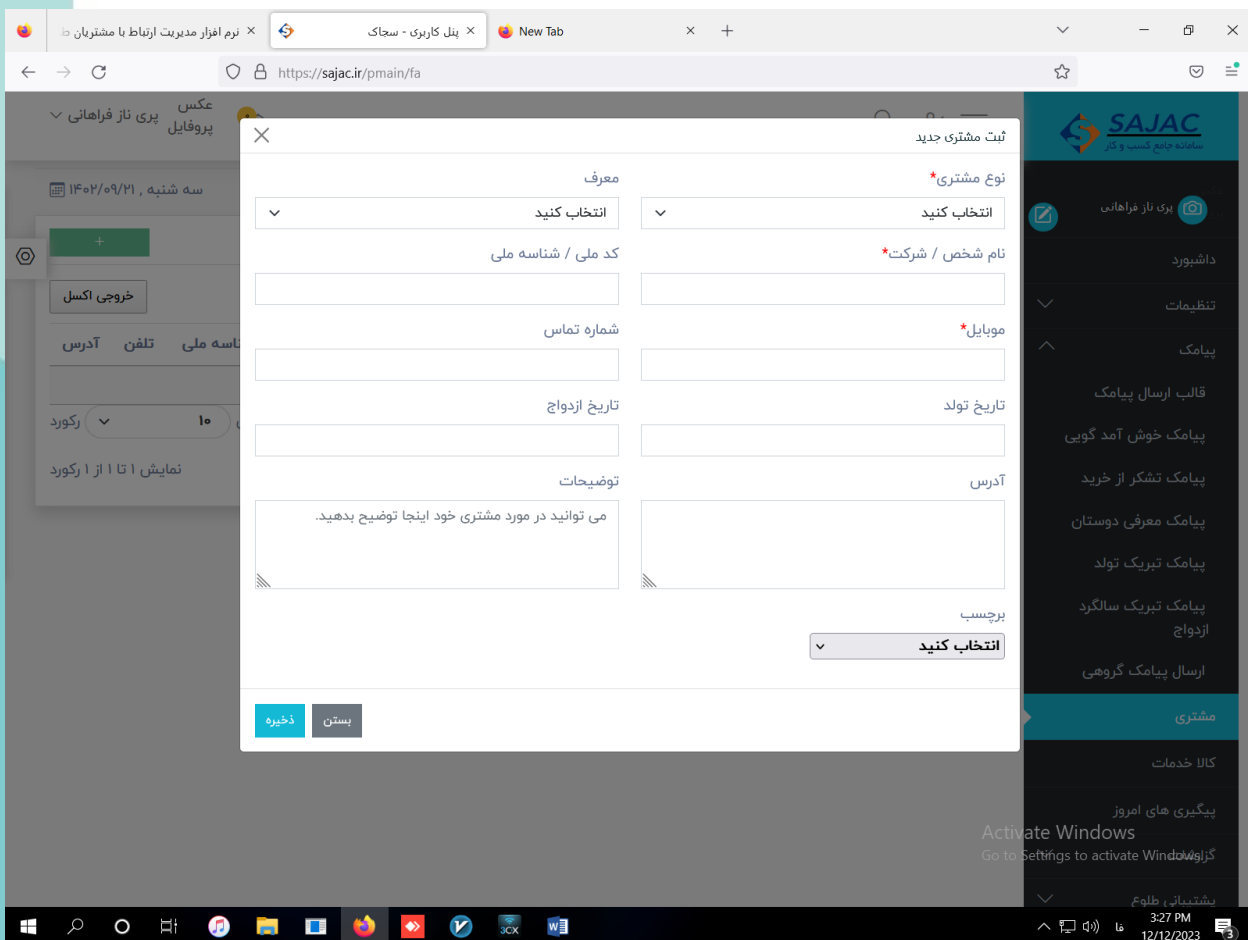 نرم افزار مدیریت ارتباط با مشتریان ط
پنل کاربری - سجاک
New Tab
https://sajac.ir/pmain/fa
عکس پروفایل
پری ناز فراهانی
SAJAC
سامانه جامع کسب و کار
سه شنبه , ۱۴۰۲/۰۹/۲۱
پری ناز فراهانی
داشبورد
تنظیمات
پیامک
قالب ارسال پیامک
پیامک خوش آمد گویی
پیامک تشکر از خرید
پیامک معرفی دوستان
پیامک تبریک تولد
پیامک تبریک سالگرد
ازدواج
ارسال پیامک گروهی
مشتری
کالا خدمات
پیگیری های امروز
پشتیبانی طلوع
+
خروجی اکسل
ملی تلفن آدرس
۱۰ رکورد
نمایش ۱ تا ۱ از ۱ رکورد
ثبت مشتری جدید
نوع مشتری*
معرف
انتخاب کنید
انتخاب کنید
نام شخص / شرکت*
کد ملی / شناسه ملی
موبایل*
شماره تماس
تاریخ تولد
تاریخ ازدواج
آدرس
توضیحات
می توانید در مورد مشتری خود اینجا توضیح بدهید.
برچسب
انتخاب کنید
بستن
ذخیره
Activate Windows
Go to Settings to activate Windows.
3CX
فا
3:27 PM
12/12/2023
3